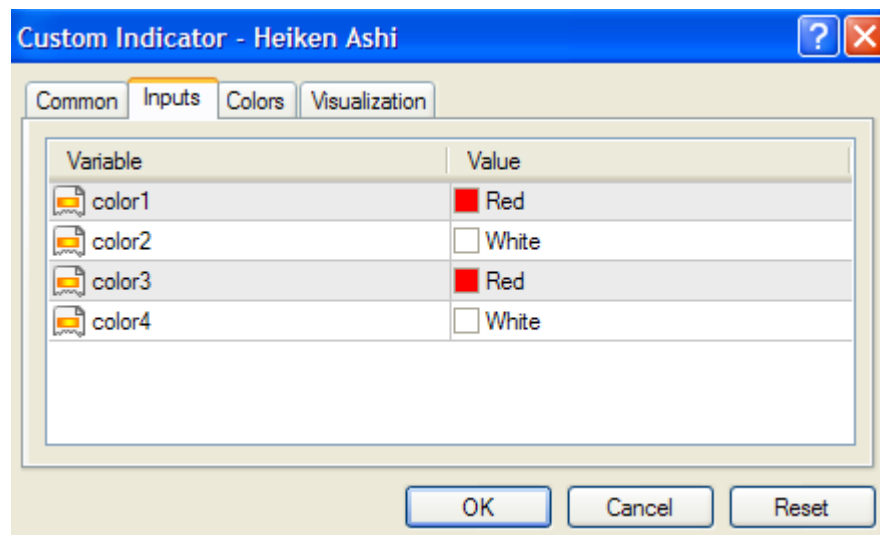 Custom Indicator - Heiken Ashi
Common Inputs Colors Visualization
Variable Value
color1 Red
color2 White
color3 Red
color4 White
OK Cancel Reset